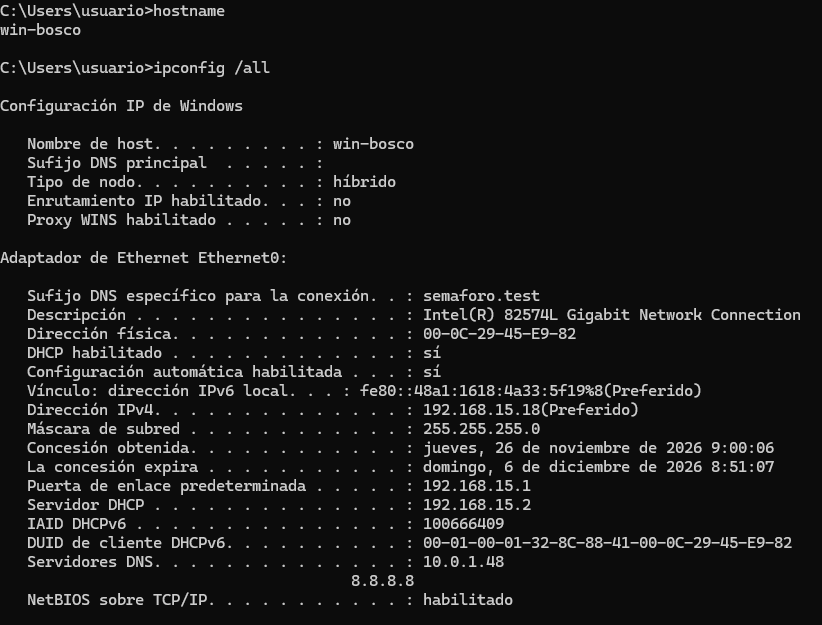 C:\Users\usuario>hostname
win-bosco
C:\Users\usuario>ipconfig /all
Configuración IP de Windows
Nombre de host. . . . . . . . . : win-bosco
Sufijo DNS principal  . . . . . :
Tipo de nodo. . . . . . . . . . : híbrido
Enrutamiento IP habilitado. . . : no
Proxy WINS habilitado . . . . . : no
Adaptador de Ethernet Ethernet0:
Sufijo DNS específico para la conexión. . : semaforo.test
Descripción . . . . . . . . . . . . . . . : Intel(R) 82574L Gigabit Network Connection
Dirección física. . . . . . . . . . . . . : 00-0C-29-45-E9-82
DHCP habilitado . . . . . . . . . . . . . : sí
Configuración automática habilitada . . . : sí
Vínculo: dirección IPv6 local. . . : fe80::48a1:1618:4a33:5f19%8(Preferido)
Dirección IPv4. . . . . . . . . . . . . . : 192.168.15.18(Preferido)
Máscara de subred . . . . . . . . . . . . : 255.255.255.0
Concesión obtenida. . . . . . . . . . . . : jueves, 26 de noviembre de 2026 9:00:06
La concesión expira . . . . . . . . . . . : domingo, 6 de diciembre de 2026 8:51:07
Puerta de enlace predeterminada . . . . . : 192.168.15.1
Servidor DHCP . . . . . . . . . . . . . . : 192.168.15.2
IAID DHCPv6 . . . . . . . . . . . . . . . : 100666409
DUID de cliente DHCPv6. . . . . . . . . . : 00-01-00-01-32-8C-88-41-00-0C-29-45-E9-82
Servidores DNS. . . . . . . . . . . . . . : 10.0.1.48
8.8.8.8
NetBIOS sobre TCP/IP. . . . . . . . . . . : habilitado